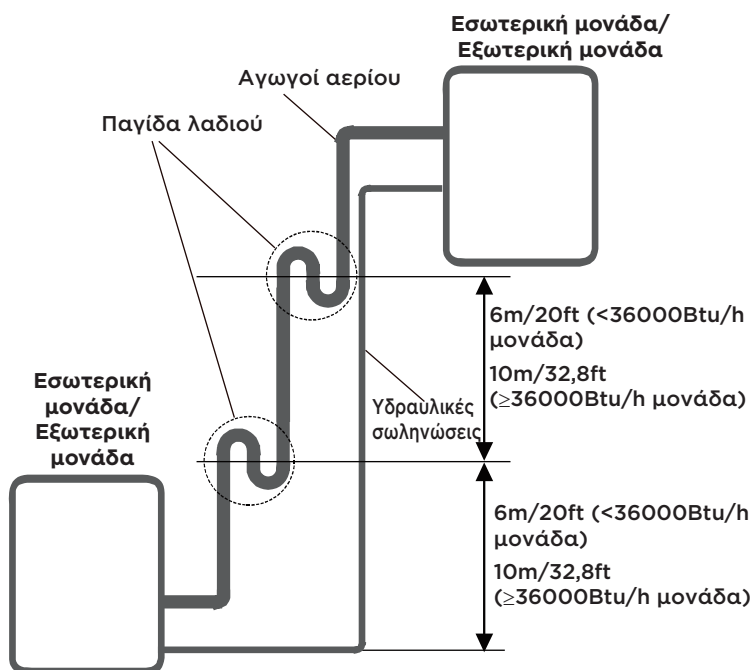 Εσωτερική μονάδα/
Εξωτερική μονάδα
Αγωγοί αερίου
Παγίδα λαδιού
6m/20ft (<36000Btu/h
μονάδα)
10m/32,8ft
(≥36000Btu/h μονάδα)
Εσωτερική
μονάδα/
Εξωτερική
μονάδα
Υδραυλικές
σωληνώσεις
6m/20ft (<36000Btu/h
μονάδα)
10m/32,8ft
(≥36000Btu/h μονάδα)